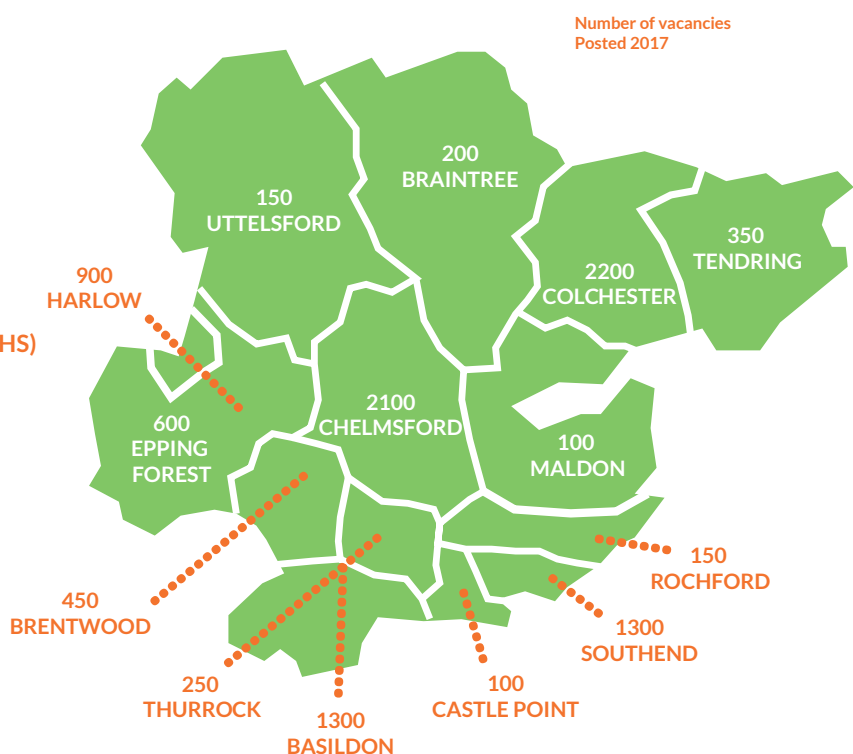 Number of vacancies
Posted 2017
200
BRAINTREE
150
UTTELSFORD
350
TENDRING
2200
COLCHESTER
900
HARLOW
HS)
2100
CHELMSFORD
600
EPPING
FOREST
100
MALDON
150
ROCHFORD
450
BRENTWOOD
1300
SOUTHEND
250
THURROCK
100
CASTLE POINT
1300
BASILDON